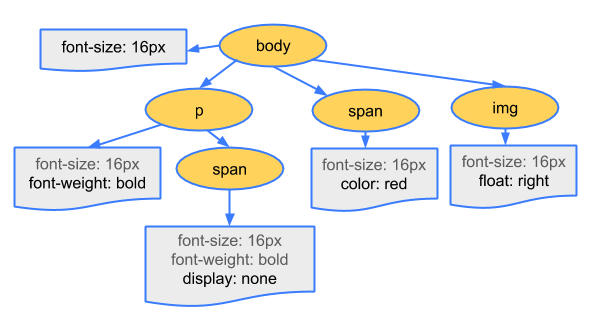 font-size: 16px
body
p
span
img
font-size: 16px
font-weight: bold
span
font-size: 16px
color: red
font-size: 16px
float: right
font-size: 16px
font-weight: bold
display: none